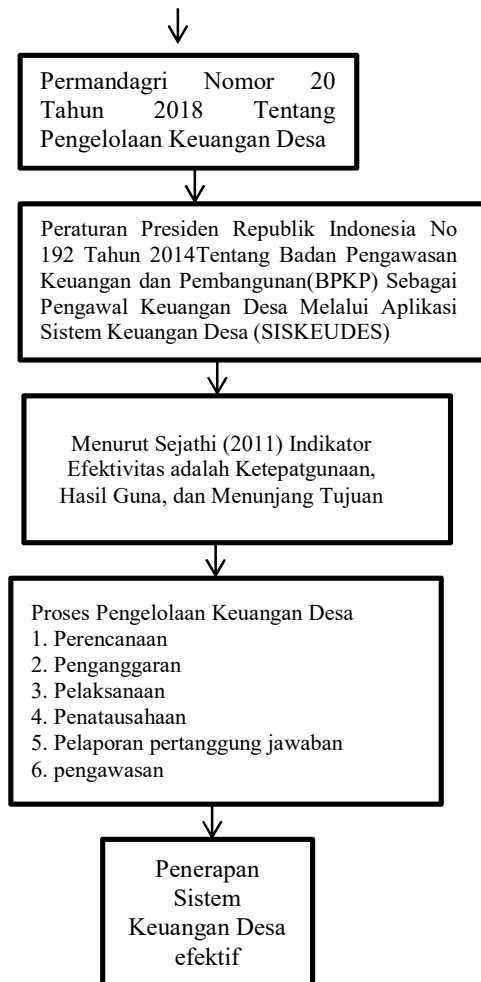 Permandagri Nomor 20
Tahun 2018 Tentang
Pengelolaan Keuangan Desa
Peraturan Presiden Republik Indonesia No
192 Tahun 2014Tentang Badan Pengawasan
Keuangan dan Pembangunan(BPKP) Sebagai
Pengawal Keuangan Desa Melalui Aplikasi
Sistem Keuangan Desa (SISKEUDES)
Menurut Sejathi (2011) Indikator
Efektivitas adalah Ketepatgunaan,
Hasil Guna, dan Menunjang Tujuan
Proses Pengelolaan Keuangan Desa
1. Perencanaan
2. Penganggaran
3. Pelaksanaan
4. Penatausahaan
5. Pelaporan pertanggung jawaban
6. pengawasan
Penerapan
Sistem
Keuangan Desa
efektif